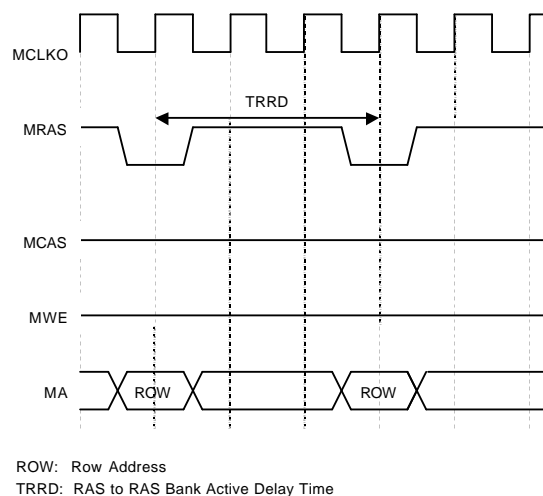 MCLKO
TRRD
MRAS
MCAS
MWE
MA
ROW
ROW
ROW: Row Address
TRRD: RAS to RAS Bank Active Delay Time